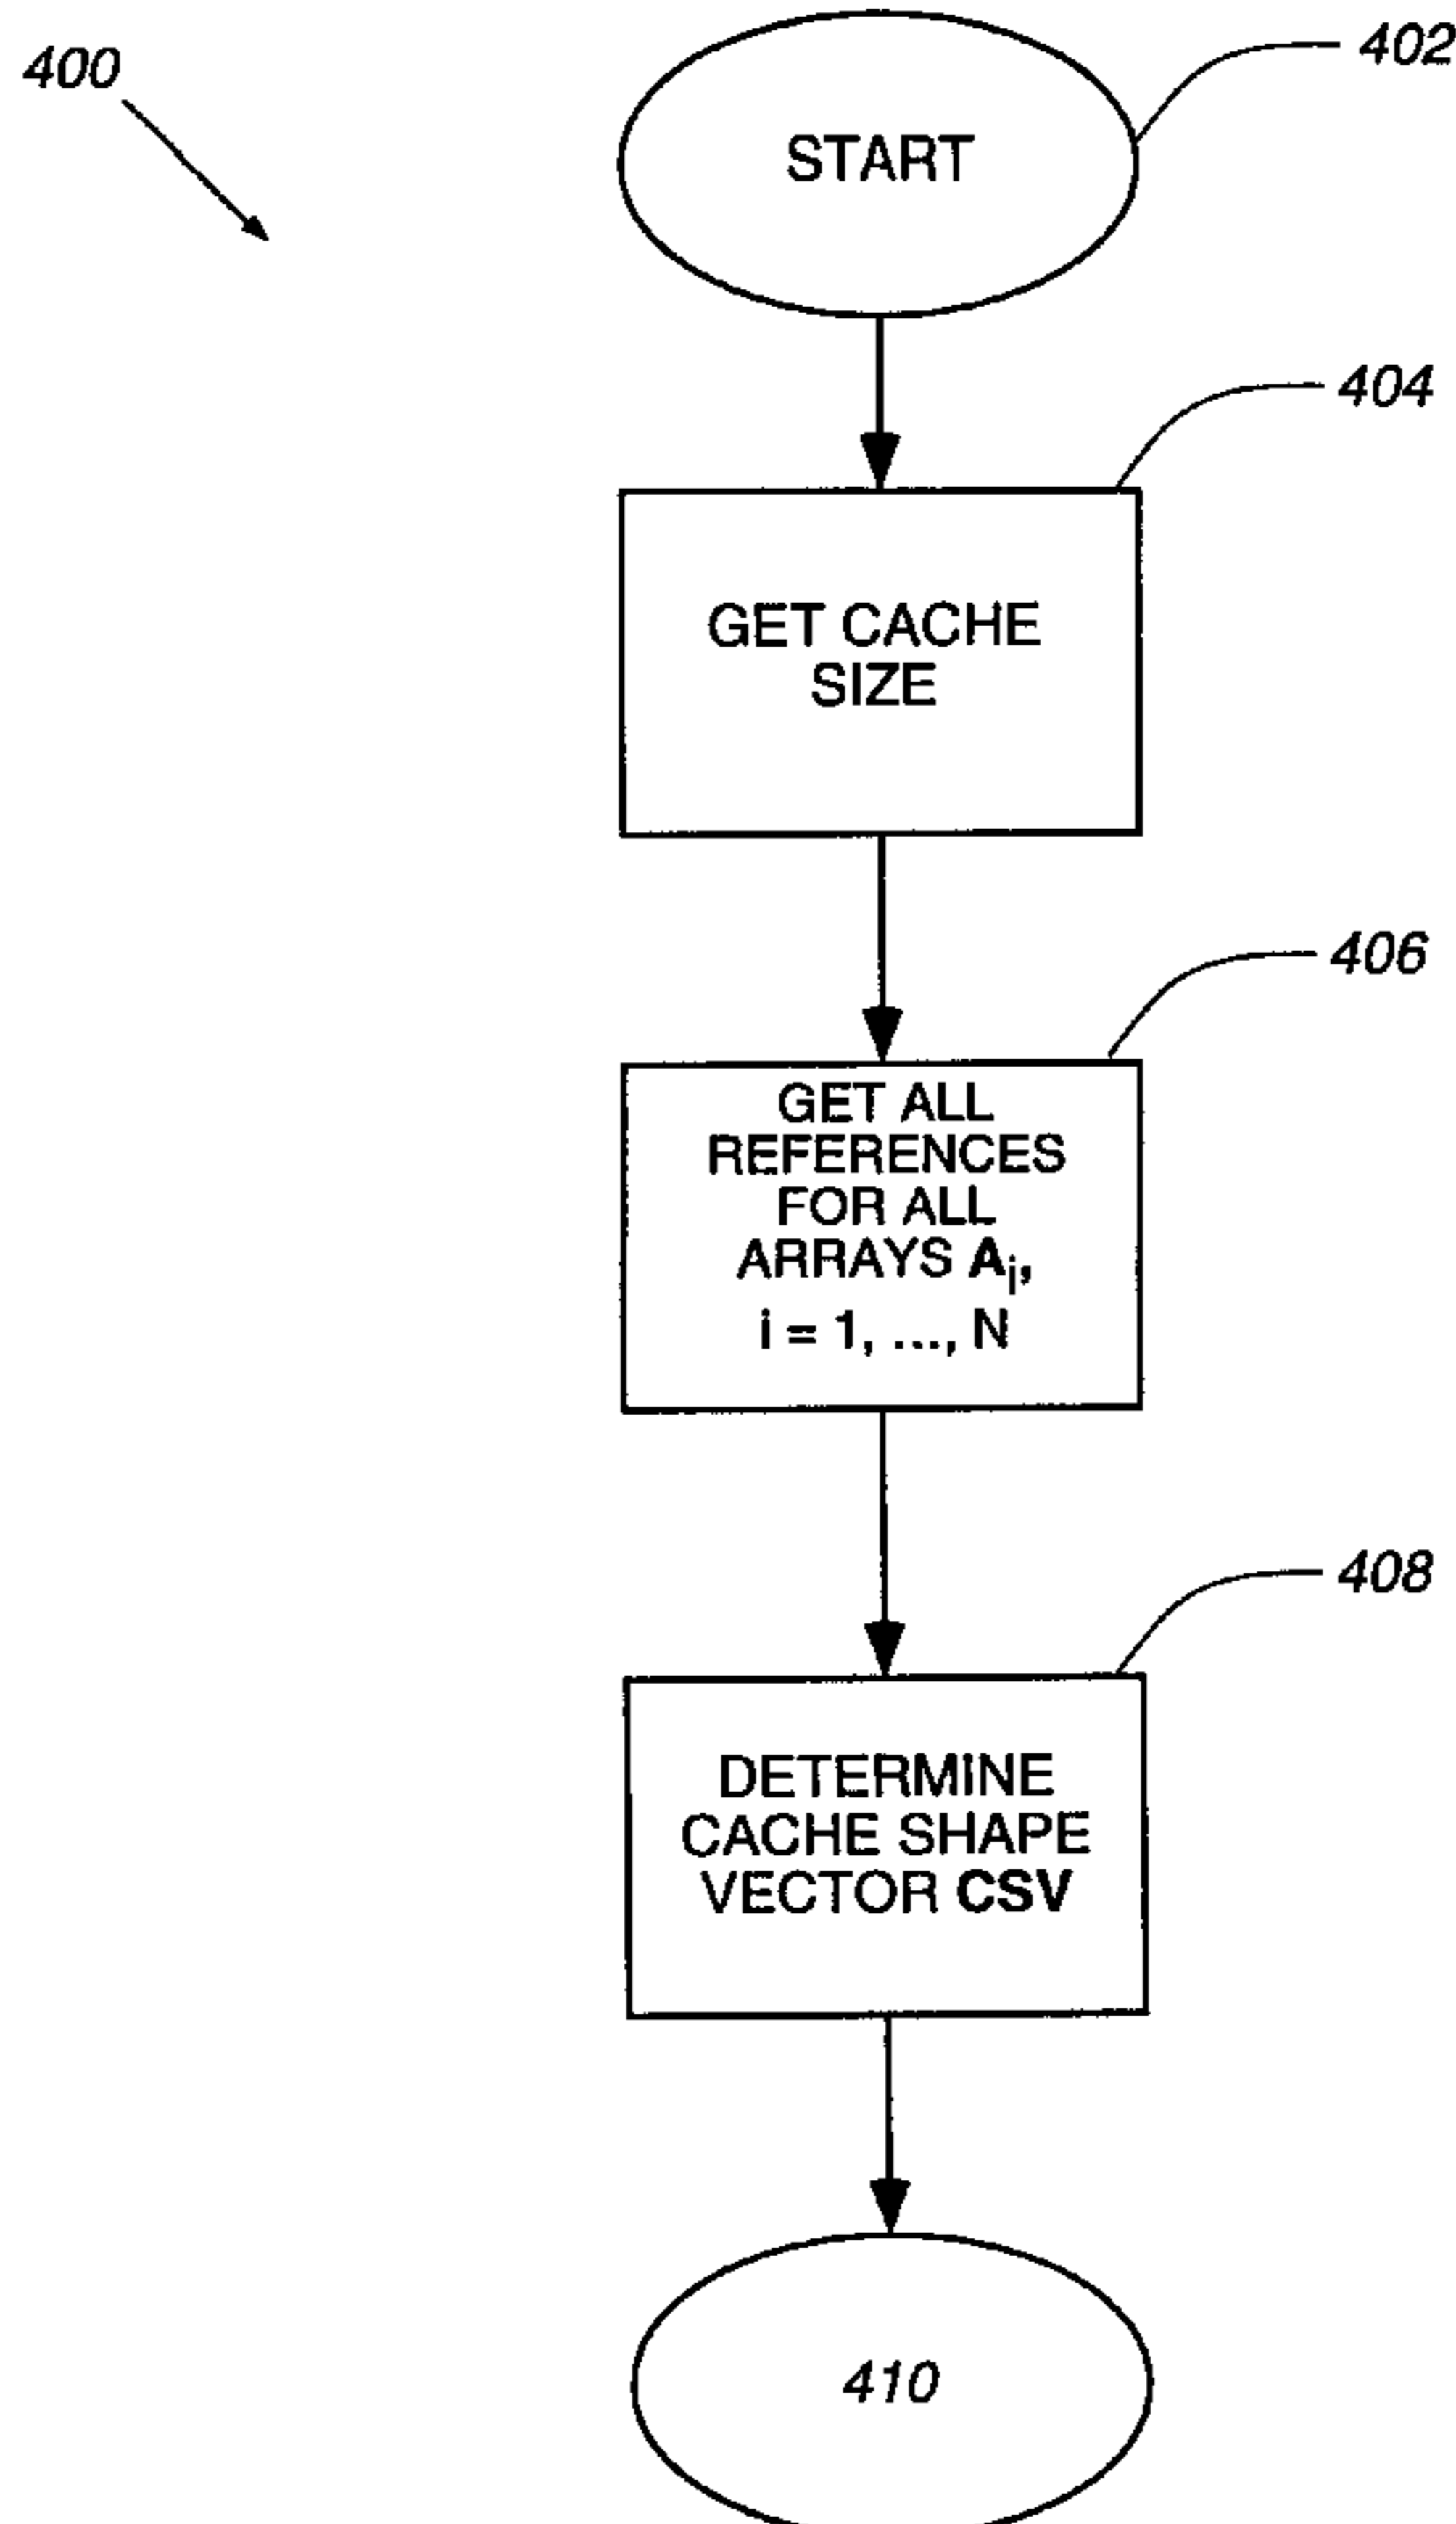 400
402
START
404
GET CACHE
SIZE
406
GET ALL
REFERENCES
FOR ALL
ARRAYS Ai,
i = 1, ..., N
408
DETERMINE
CACHE SHAPE
VECTOR CSV
410